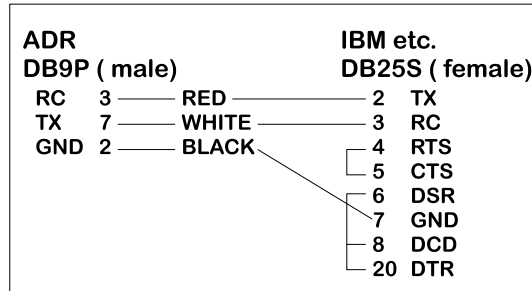 ADR IBM etc.
DB9P ( male) DB25S ( female)
RC 3 RED 2 TX
TX 7 WHITE 3 RC
GND 2 BLACK 4 RTS
5 CTS
6 DSR
7 GND
8 DCD
20 DTR